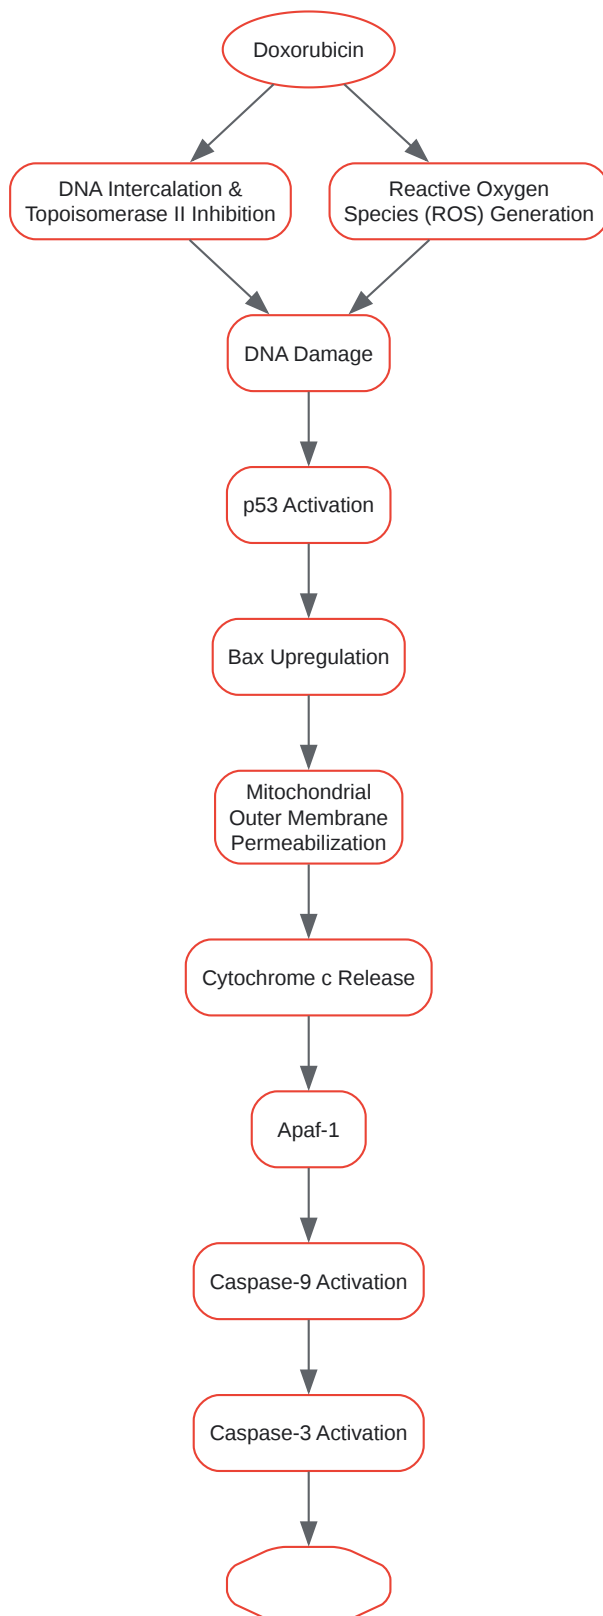 Doxorubicin
DNA Intercalation &
Topoisomerase II Inhibition
Reactive Oxygen
Species (ROS) Generation
DNA Damage
p53 Activation
Bax Upregulation
Mitochondrial
Outer Membrane
Permeabilization
Cytochrome c Release
Apaf-1
Caspase-9 Activation
Caspase-3 Activation